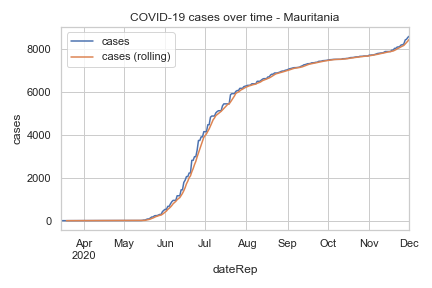 COVID-19 cases over time - Mauritania
cases
cases (rolling)
8000
6000
4000
2000
0
cases
Apr May Jun Jul Aug Sep Oct Nov Dec
2020
dateRep